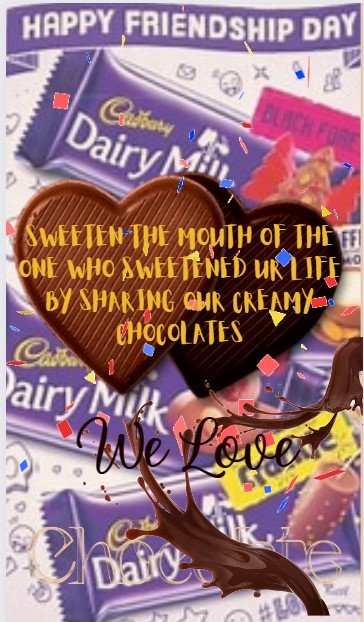 HAPPY FRIENDSHIP DAY
Cadbury
Dairy Milk
BLACK FORE
SWEETEN THE MOUTH OF THE
ONE WHO SWEETENED UR LIFE
BY SHARING OUR CREAMY
CHOCOLATES
Cadbury
Dairy Milk
We Love
Chocolate
Cadbury
Dairy Milk